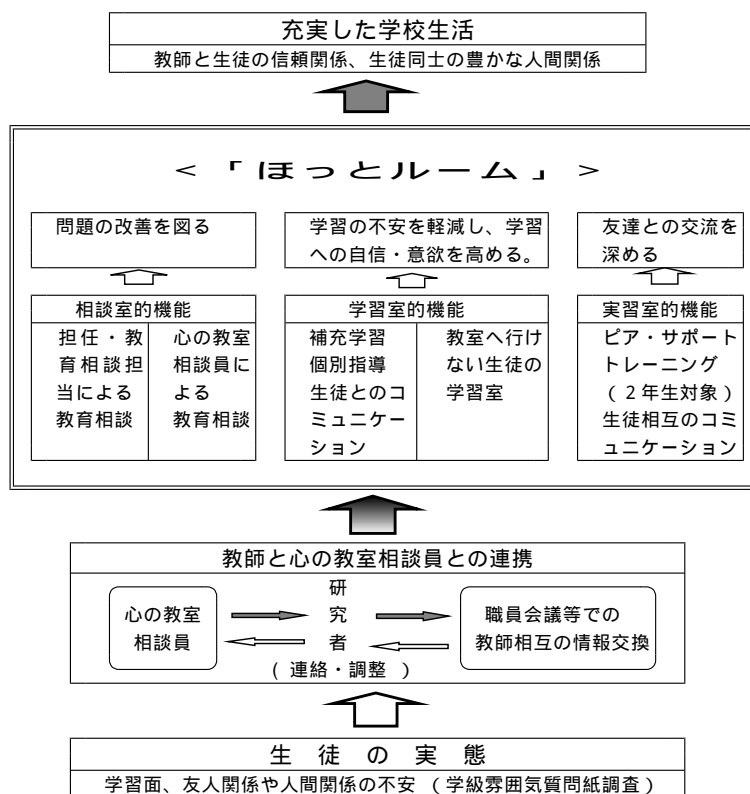 充実した学校生活
教師と生徒の信頼関係、生徒同士の豊かな人間関係
＜「ほっとルーム」＞
問題の改善を図る
学習の不安を軽減し、学習
への自信・意欲を高める。
友達との交流を
深める
相談室的機能
担任・教
育相談担
当による
教育相談
心の教室
相談員に
よる
教育相談
学習室的機能
補充学習
個別指導
生徒とのコ
ミュニケー
ション
教室へ行け
ない生徒の
学習室
実習室的機能
ピア・サポート
トレーニング
（２年生対象）
生徒相互のコミ
ュニケーション
教師と心の教室相談員との連携
心の教室
相談員
研
究
者
（連絡・調整）
職員会議等での
教師相互の情報交換
生徒の実態
学習面、友人関係や人間関係の不安（学級雰囲気質問紙調査）